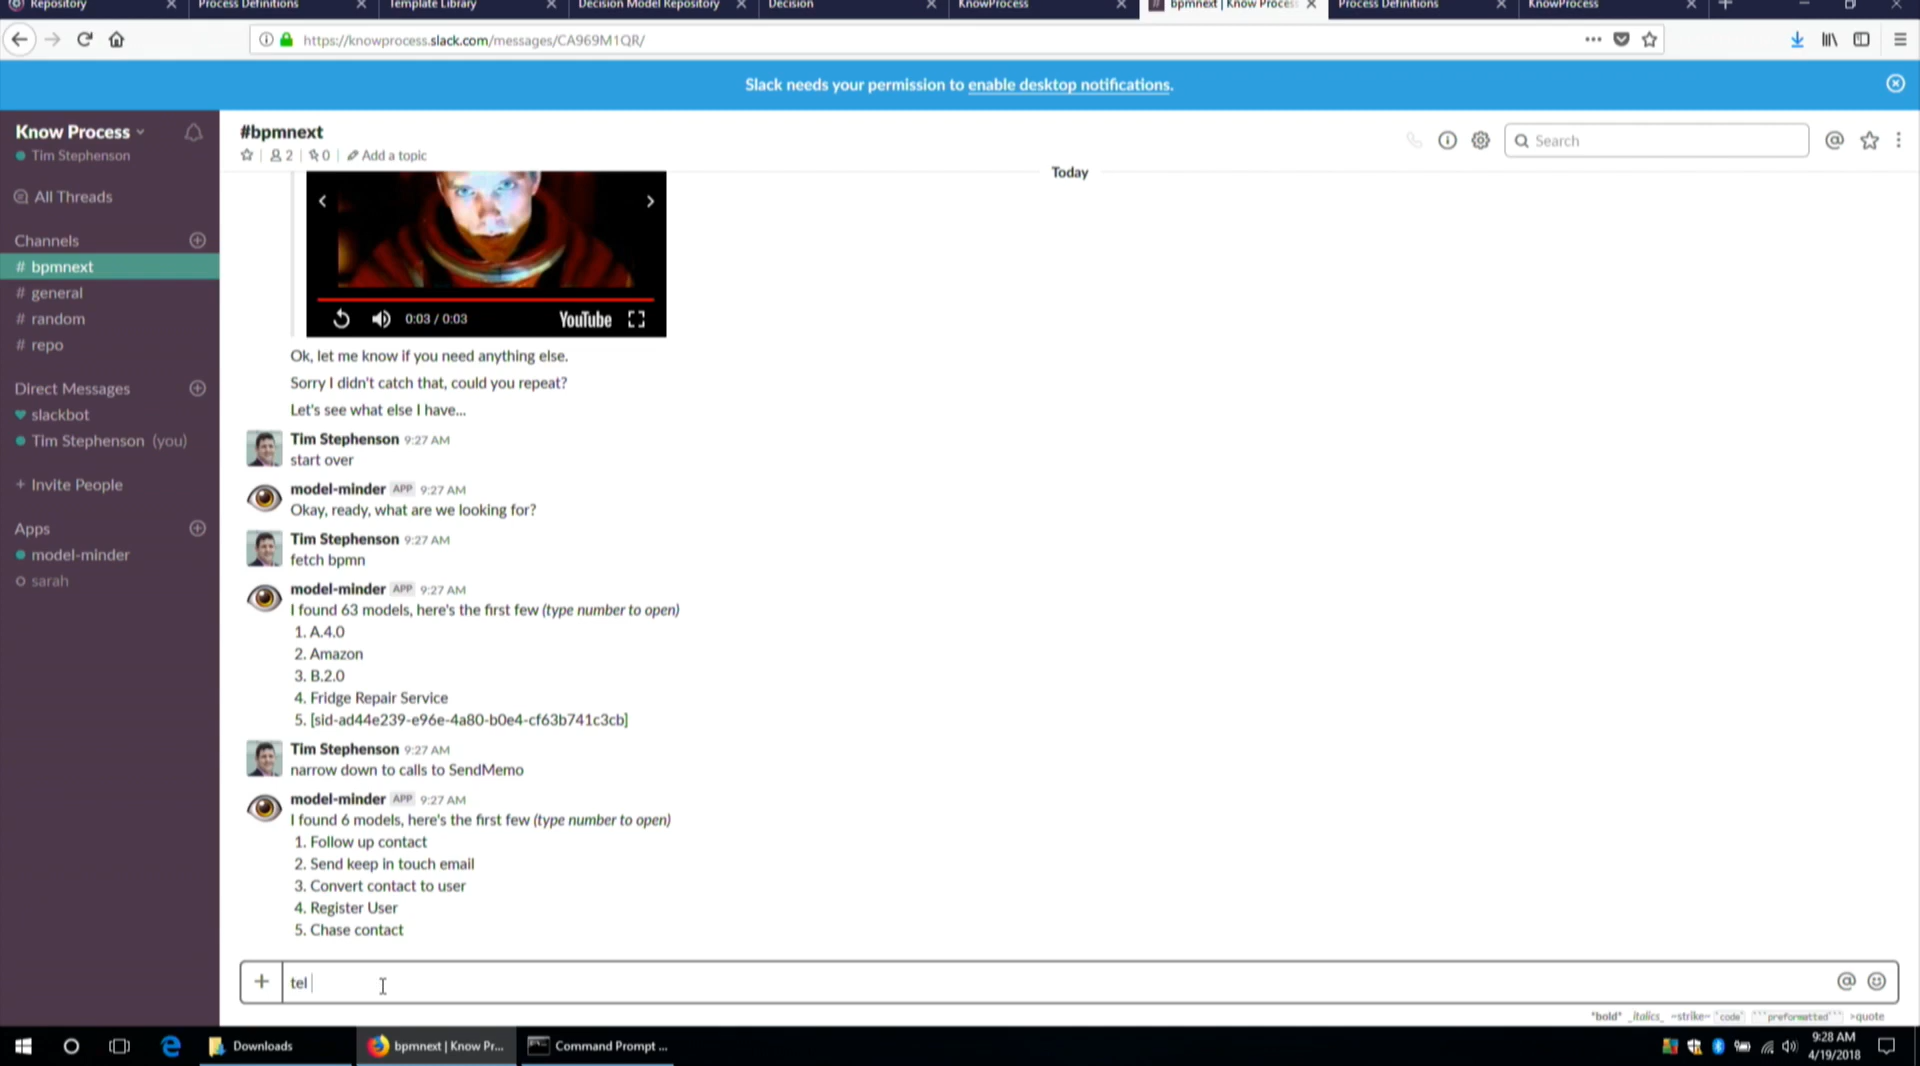 Repository
Process Definitions
Template Library
Decision Model Repository
Decision
KnowProcess
bpmnext | Know Proces
Process Definitions
KnowProcess
https://knowprocess.slack.com/messages/CA969M1QR/
Slack needs your permission to enable desktop notifications.
Know Process
Tim Stephenson
All Threads
Channels
# bpmnext
# general
# random
# repo
Direct Messages
slackbot
Tim Stephenson (you)
+ Invite People
Apps
model-minder
sarah
#bpmnext
2 | 0 | Add a topic
Search
Today
0:03 / 0:03
YouTube
Ok, let me know if you need anything else.
Sorry I didn't catch that, could you repeat?
Let's see what else I have...
Tim Stephenson 9:27 AM
start over
model-minder APP 9:27 AM
Okay, ready, what are we looking for?
Tim Stephenson 9:27 AM
fetch bpmn
model-minder APP 9:27 AM
I found 63 models, here's the first few (type number to open)
1. A.4.0
2. Amazon
3. B.2.0
4. Fridge Repair Service
5. [sid-ad44e239-e96e-4a80-b0e4-cf63b741c3cb]
Tim Stephenson 9:27 AM
narrow down to calls to SendMemo
model-minder APP 9:27 AM
I found 6 models, here's the first few (type number to open)
1. Follow up contact
2. Send keep in touch email
3. Convert contact to user
4. Register User
5. Chase contact
tel
*bold* _italics_ ~strike~ `code` ```preformatted``` >quote
Downloads
bpmnext | Know Pr...
Command Prompt ...
9:28 AM
4/19/2018